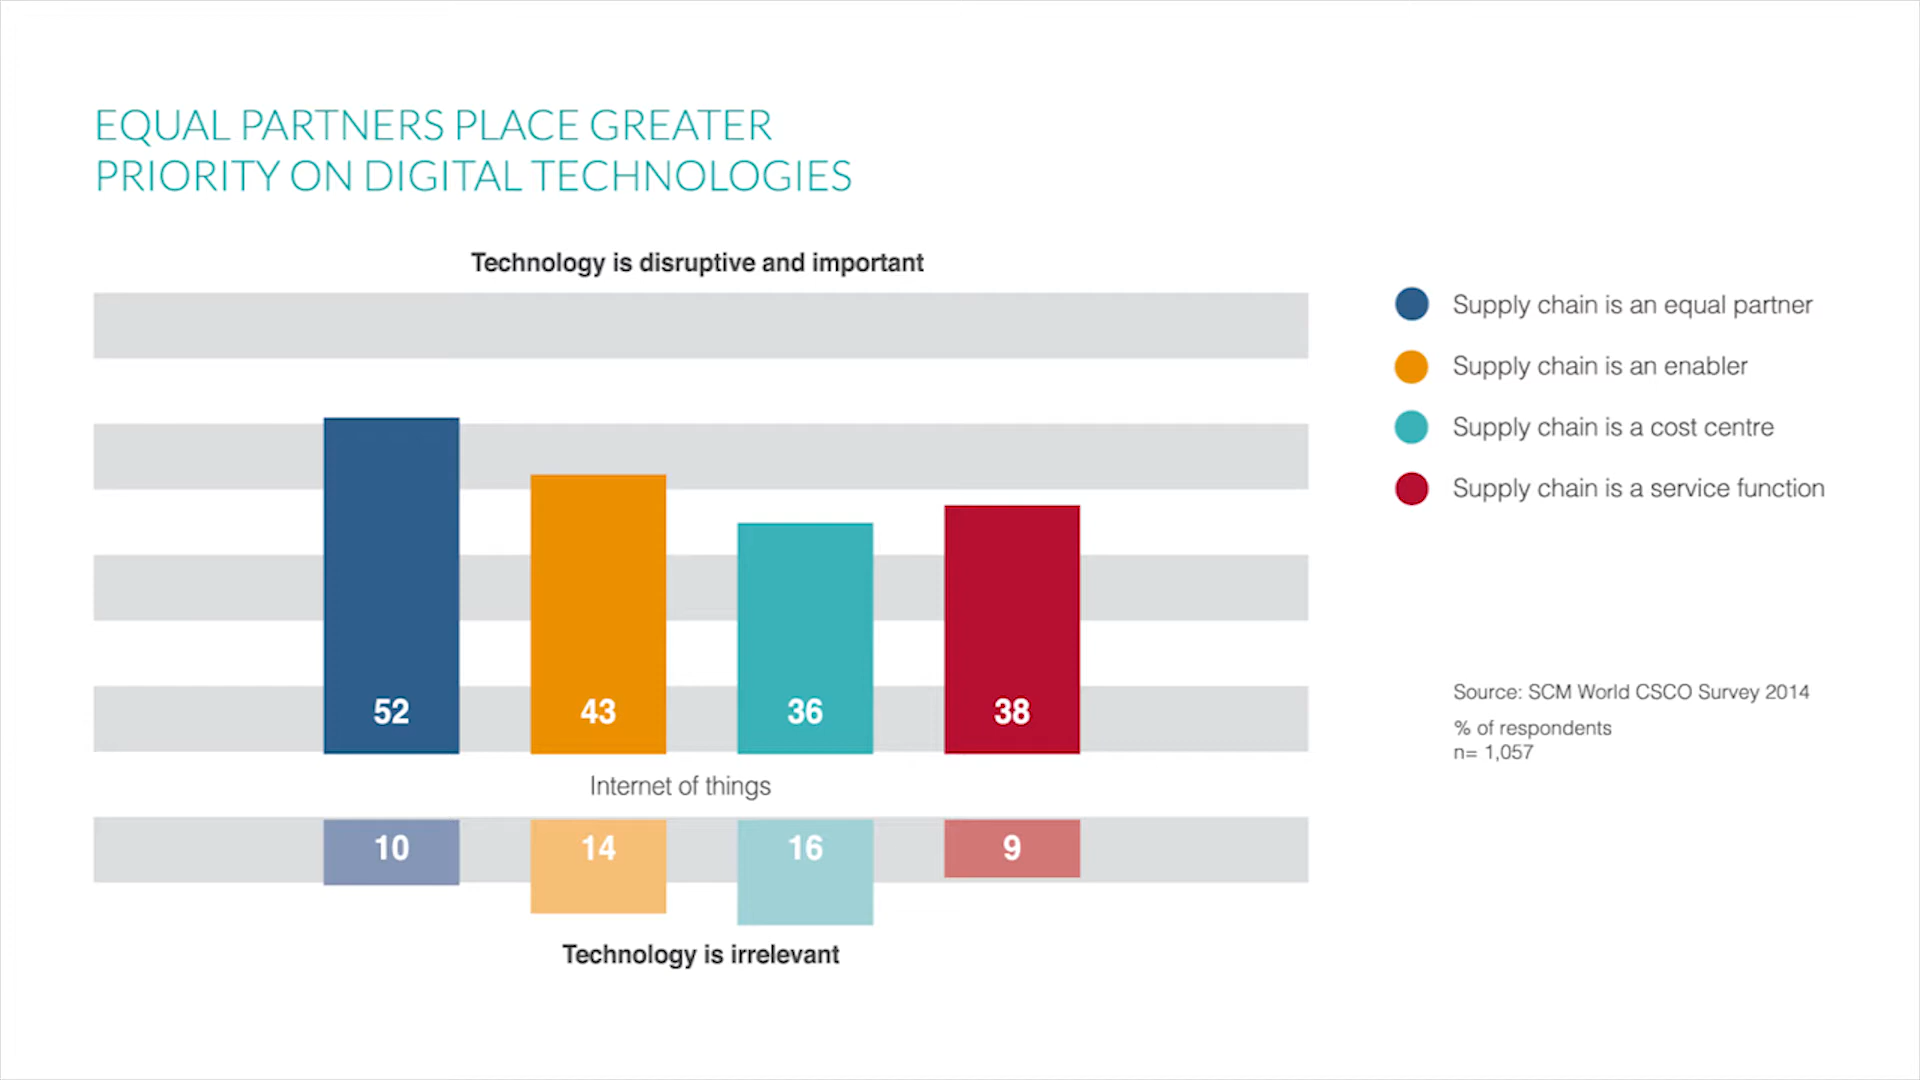 EQUAL PARTNERS PLACE GREATER
PRIORITY ON DIGITAL TECHNOLOGIES
Technology is disruptive and important
Supply chain is an equal partner
Supply chain is an enabler
Supply chain is a cost centre
Supply chain is a service function
52
43
36
38
Source: SCM World CSCO Survey 2014
% of respondents
n= 1,057
Internet of things
10
14
16
9
Technology is irrelevant